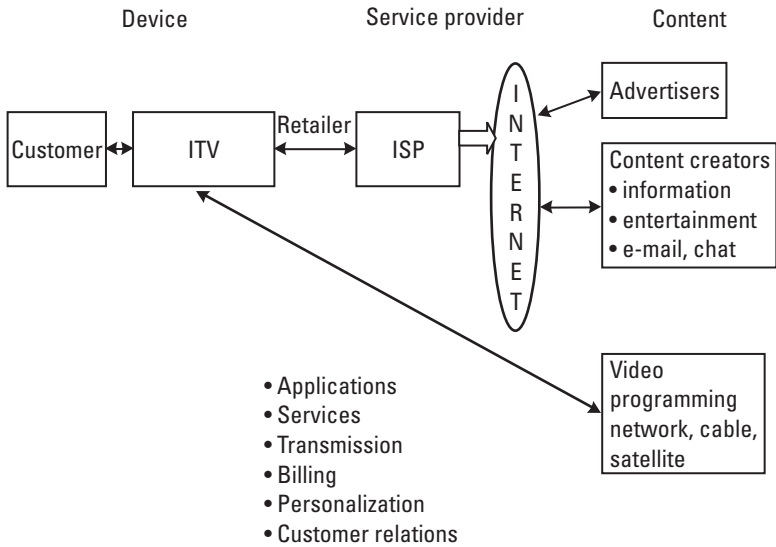 Device
Service provider
Content
Customer
ITV
Retailer
ISP
INTERNET
Advertisers
Content creators
• information
• entertainment
• e-mail, chat
Video
programming
network, cable,
satellite
• Applications
• Services
• Transmission
• Billing
• Personalization
• Customer relations